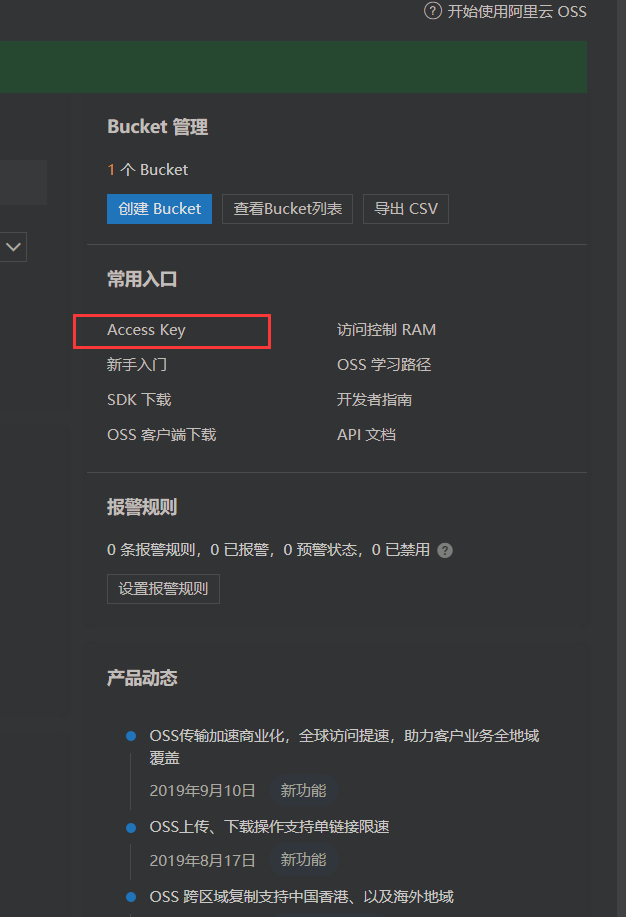 开始使用阿里云 OSS
Bucket 管理
1 个 Bucket
创建 Bucket 查看Bucket列表 导出 CSV
常用入口
Access Key 访问控制 RAM
新手入门 OSS 学习路径
SDK 下载 开发者指南
OSS 客户端下载 API 文档
报警规则
0 条报警规则，0 已报警，0 预警状态，0 已禁用
设置报警规则
产品动态
OSS传输加速商业化，全球访问提速，助力客户业务全地域
覆盖
2019年9月10日 新功能
OSS上传、下载操作支持单链接限速
2019年8月17日 新功能
OSS 跨区域复制支持中国香港、以及海外地域